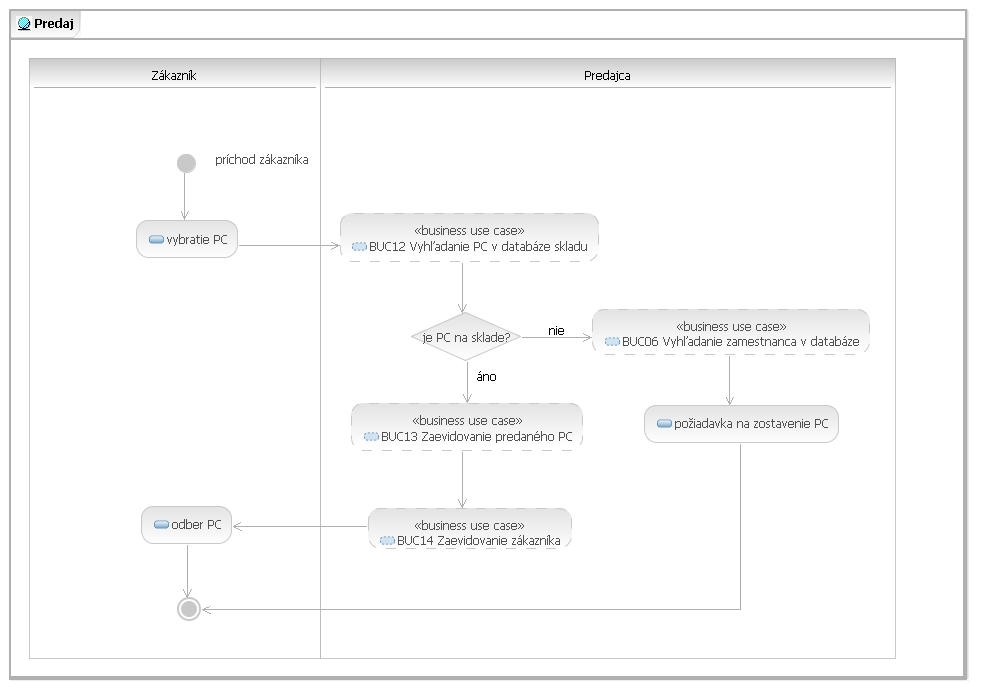 Predaj
Zákazník
Predajca
príchod zákazníka
vybratie PC
«business use case»
BUC12 Vyhľadanie PC v databáze skladu
je PC na sklade?
nie
«business use case»
BUC06 Vyhľadanie zamestnanca v databáze
áno
«business use case»
BUC13 Zaevidovanie predaného PC
požiadavka na zostavenie PC
odber PC
«business use case»
BUC14 Zaevidovanie zákazníka